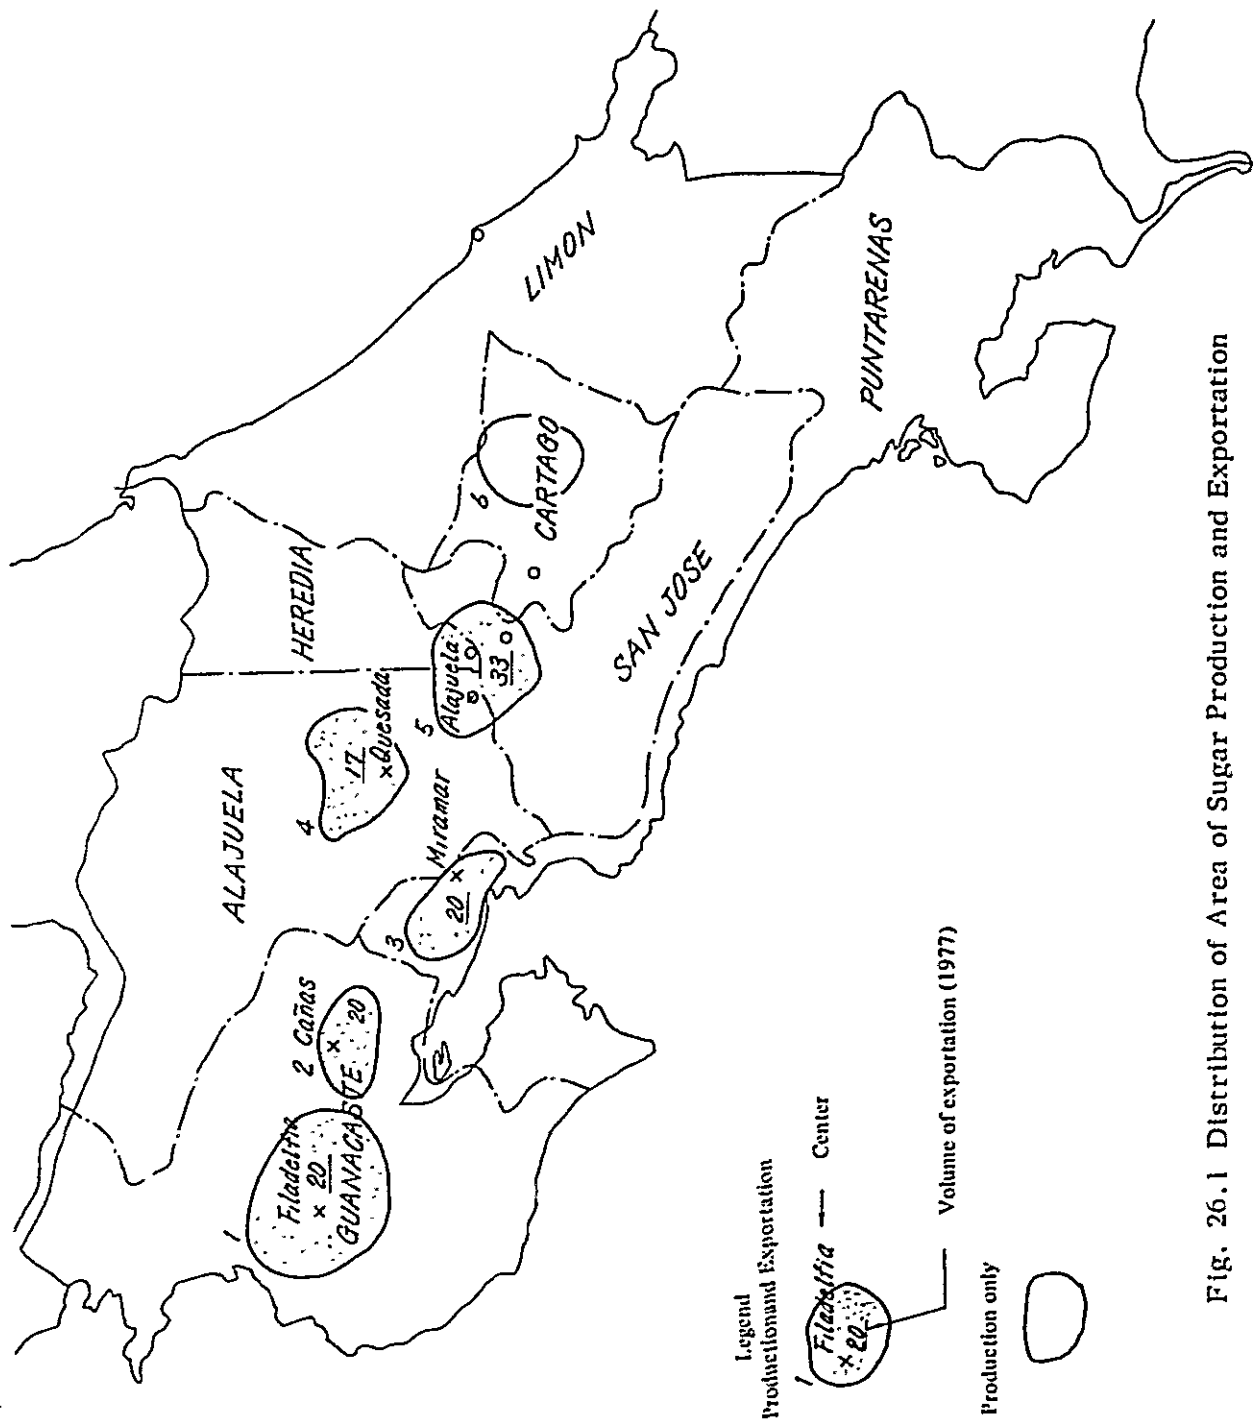 ALAJUELA
HEREDIA
LIMON
1
Filadelfia
× 20
GUANACASTE
2 Cañas
×
20
3
20 ×
Miramar
4
17
×Quesada
5
Alajuela
33
6
CARTAGO
SAN JOSE
PUNTARENAS
Legend
Productionand Exportation
1
Filadelfia
Center
× 20
Volume of exportation (1977)
Production only
Fig. 26.1 Distribution of Area of Sugar Production and Exportation